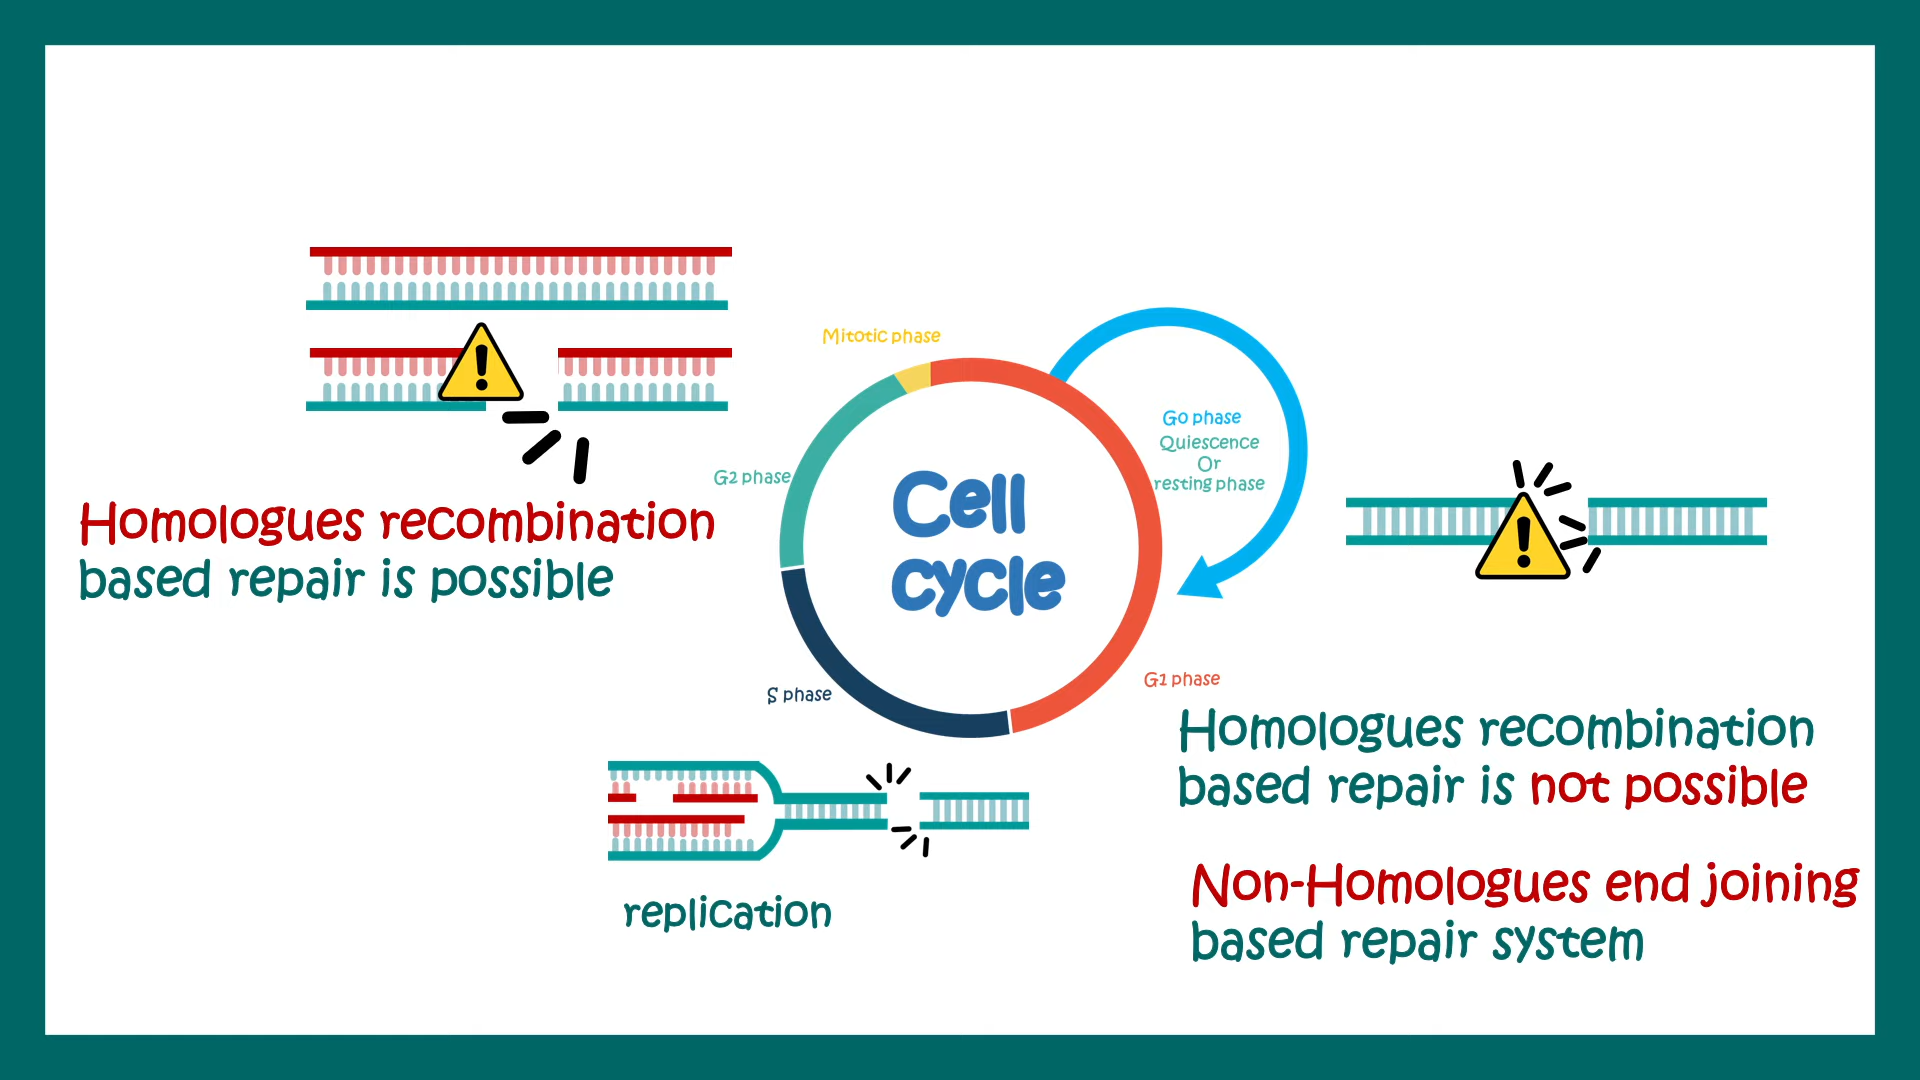 Mitotic phase
Go phase
Quiescence
Or
resting phase
G2 phase
Cell
cycle
Homologues recombination
based repair is possible
S phase
G1 phase
Homologues recombination
based repair is not possible
replication
Non-Homologues end joining
based repair system